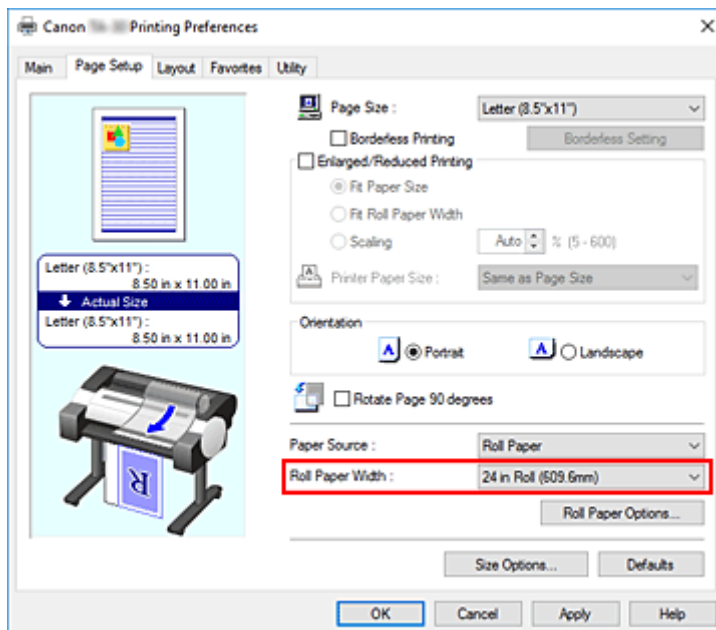 Canon Printing Preferences
Main Page Setup Layout Favorites Utility
Page Size : Letter (8.5"x11")
Borderless Printing Borderless Setting
Enlarged/Reduced Printing
Fit Paper Size
Fit Roll Paper Width
Scaling Auto % (5 - 600)
Printer Paper Size : Same as Page Size
Letter (8.5"x11") :
8.50 in x 11.00 in
Actual Size
Letter (8.5"x11") :
8.50 in x 11.00 in
Orientation
A Portrait A Landscape
Rotate Page 90 degrees
R
Paper Source : Roll Paper
Roll Paper Width : 24 in Roll (609.6mm)
Roll Paper Options...
Size Options... Defaults
OK Cancel Apply Help